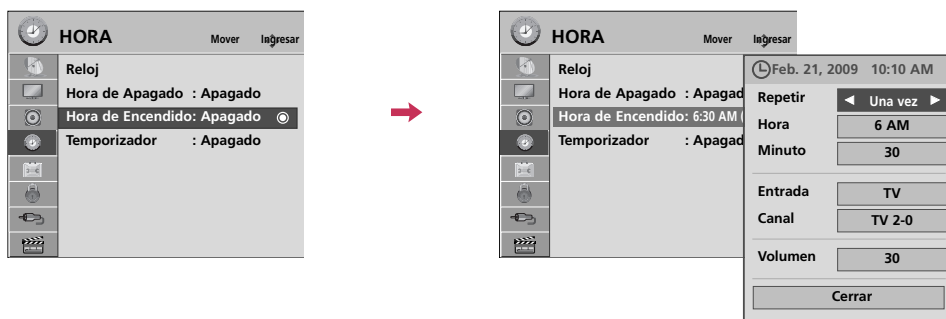 HORA Mover Ingresar
Reloj
Hora de Apagado : Apagado
Hora de Encendido: Apagado
Temporizador : Apagado
HORA Mover Ingresar
Reloj
Hora de Apagado : Apagad
Hora de Encendido: 6:30 AM (
Temporizador : Apagad
Feb. 21, 2009 10:10 AM
Repetir ◀ Una vez ▶
Hora 6 AM
Minuto 30
Entrada TV
Canal TV 2-0
Volumen 30
Cerrar